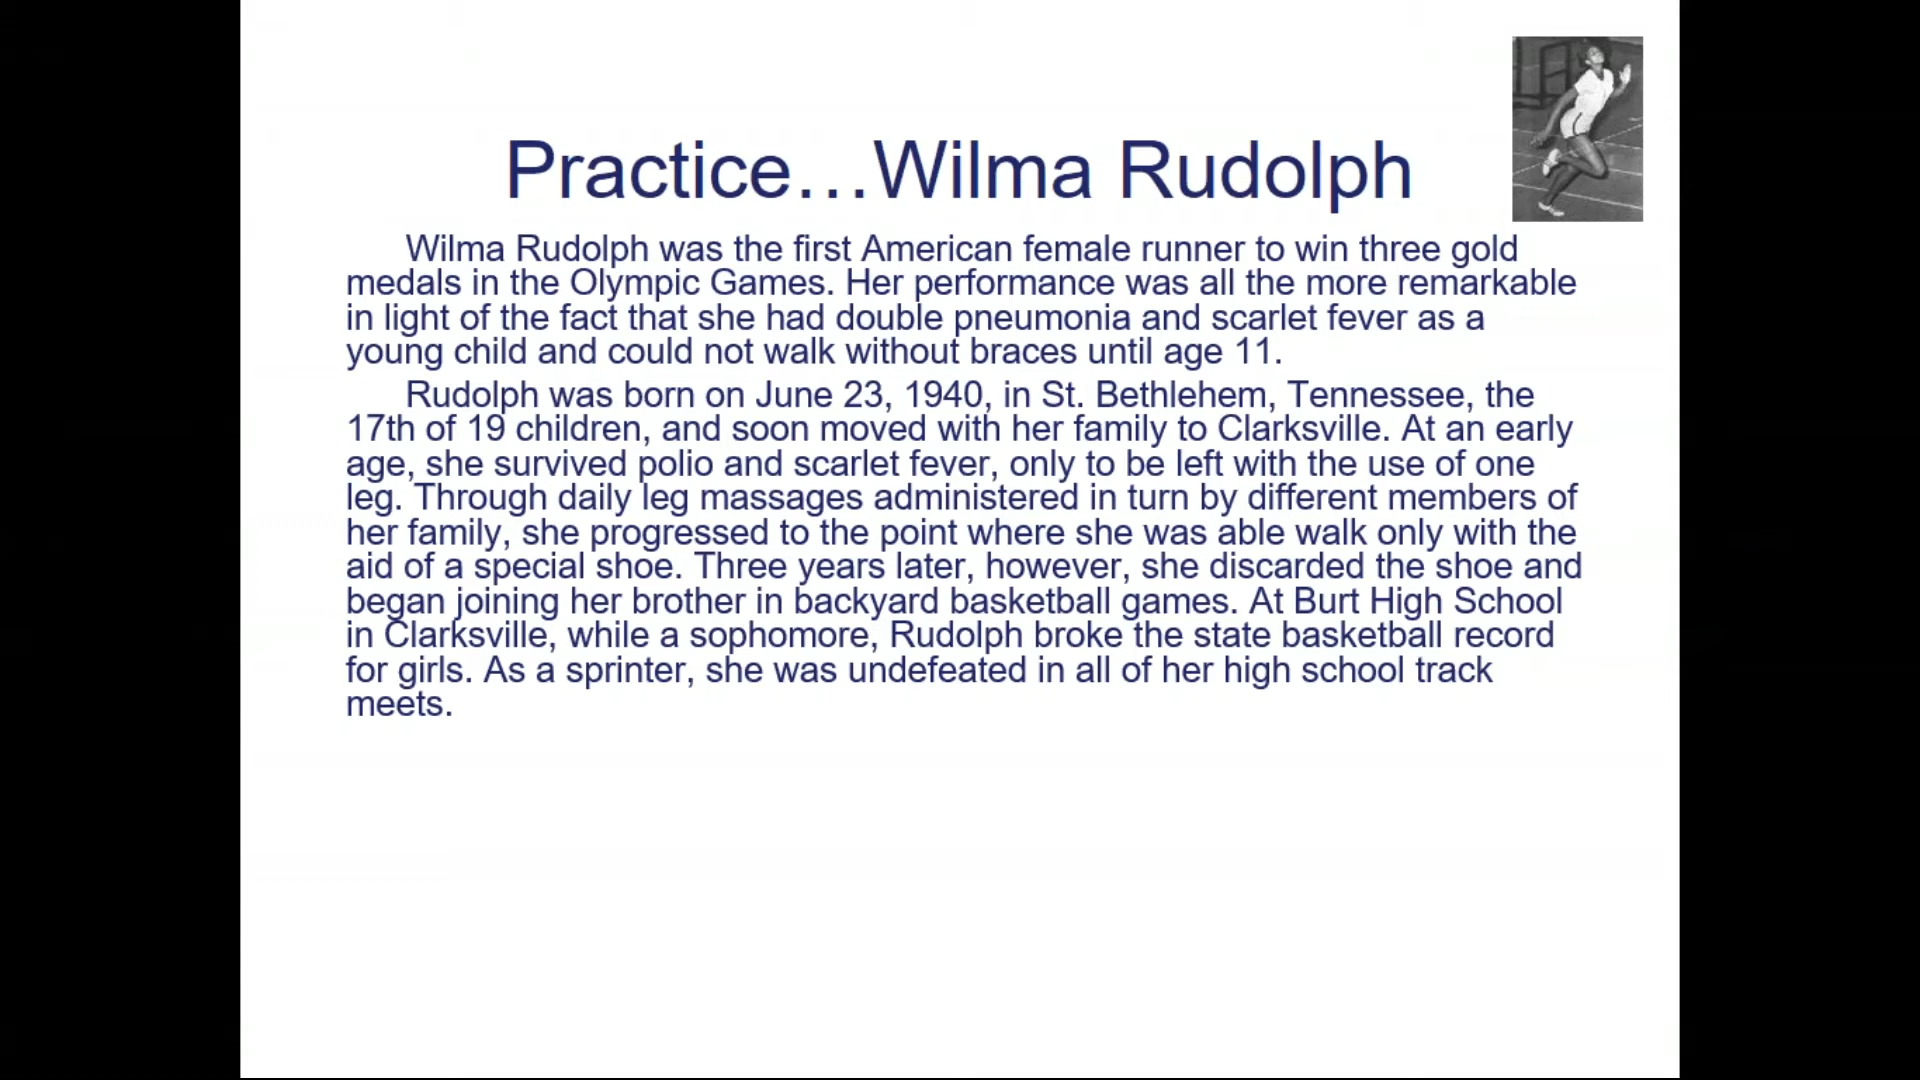 Practice…Wilma Rudolph
Wilma Rudolph was the first American female runner to win three gold
medals in the Olympic Games. Her performance was all the more remarkable
in light of the fact that she had double pneumonia and scarlet fever as a
young child and could not walk without braces until age 11.
Rudolph was born on June 23, 1940, in St. Bethlehem, Tennessee, the
17th of 19 children, and soon moved with her family to Clarksville. At an early
age, she survived polio and scarlet fever, only to be left with the use of one
leg. Through daily leg massages administered in turn by different members of
her family, she progressed to the point where she was able walk only with the
aid of a special shoe. Three years later, however, she discarded the shoe and
began joining her brother in backyard basketball games. At Burt High School
in Clarksville, while a sophomore, Rudolph broke the state basketball record
for girls. As a sprinter, she was undefeated in all of her high school track
meets.